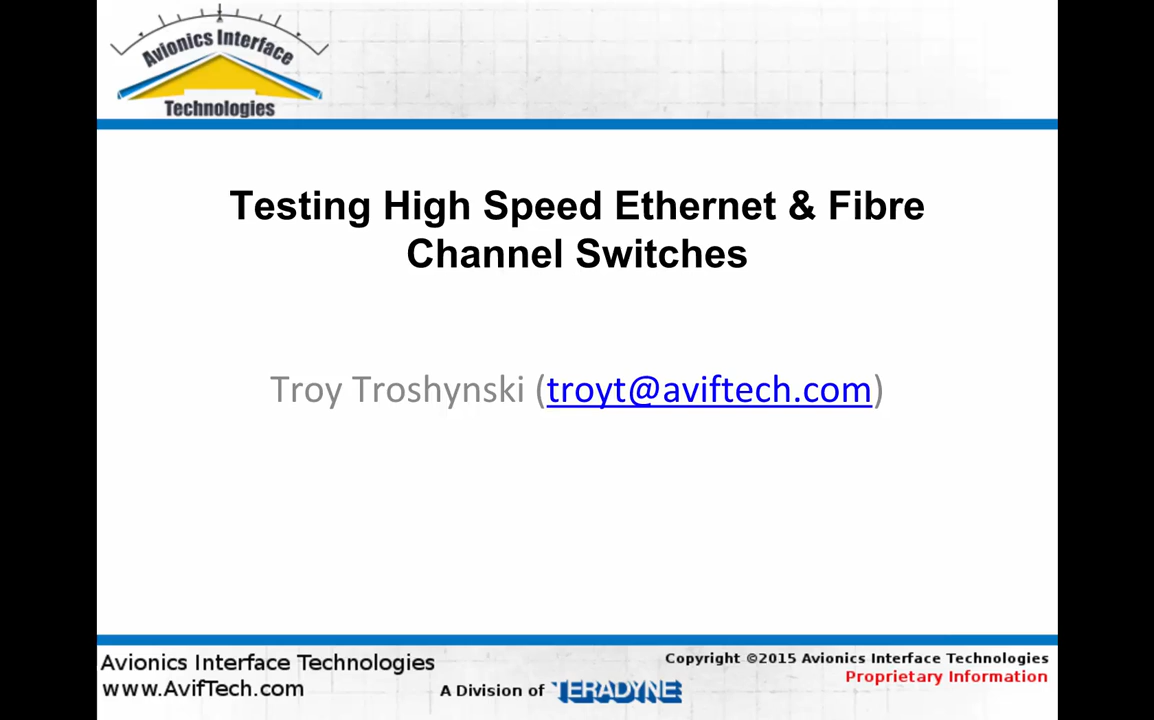 Avionics Interface
Technologies
Testing High Speed Ethernet & Fibre
Channel Switches
Troy Troshynski (troyt@aviftech.com)
Avionics Interface Technologies
www.AvifTech.com
A Division of TERADYNE
Copyright ©2015 Avionics Interface Technologies
Proprietary Information